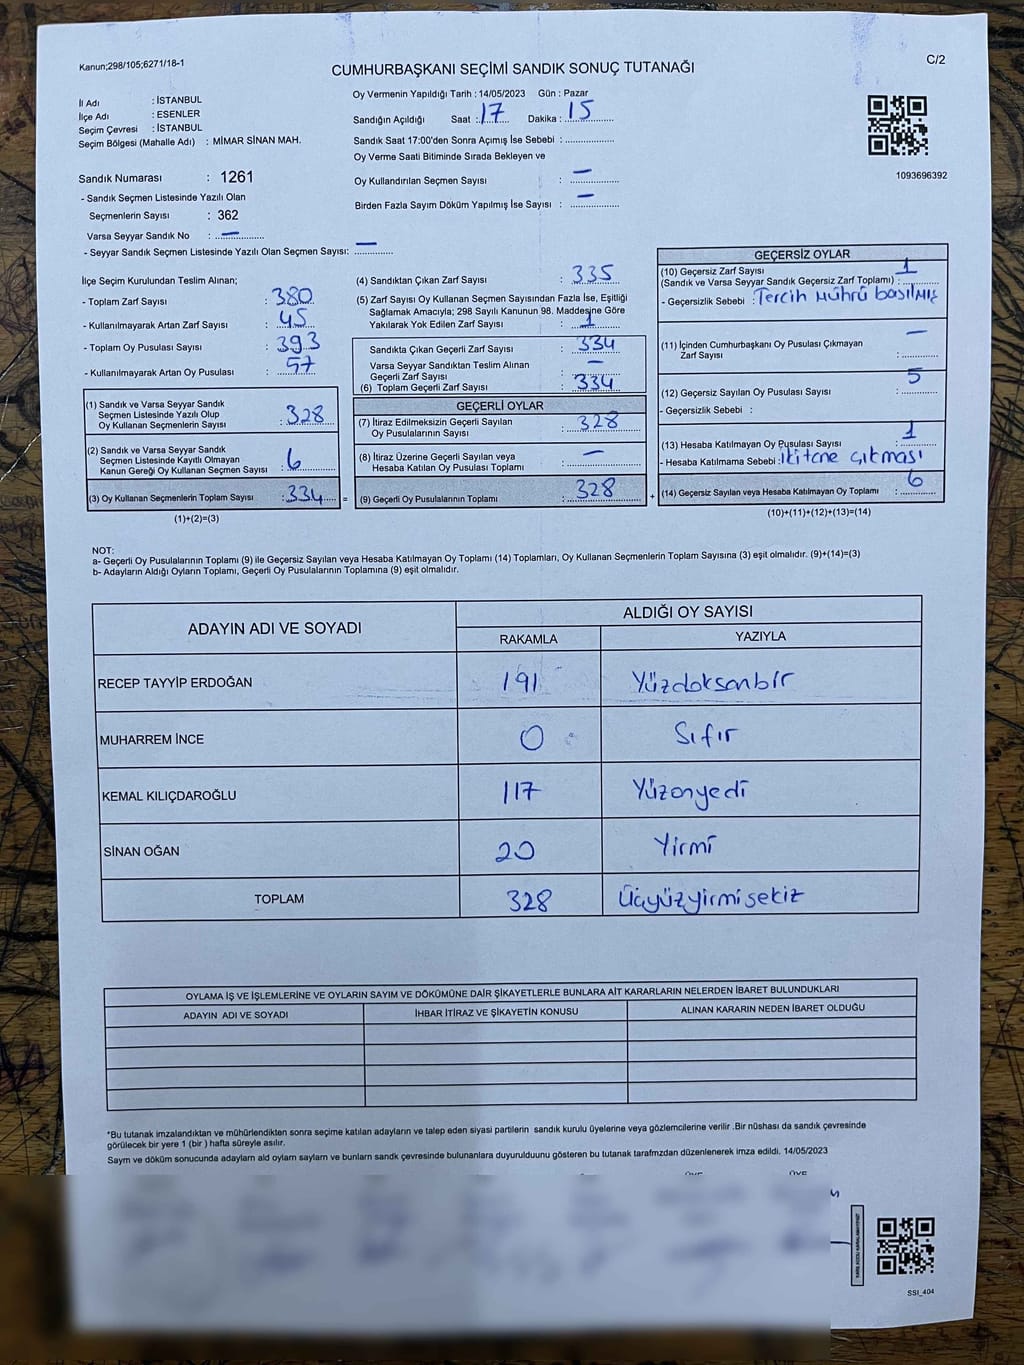 Kanun;298/105;6271/18-1
C/2
CUMHURBAŞKANI SEÇİMİ SANDIK SONUÇ TUTANAĞI
İl Adı : İSTANBUL
İlçe Adı : ESENLER
Seçim Çevresi : İSTANBUL
Seçim Bölgesi (Mahalle Adı) : MİMAR SİNAN MAH.
Sandık Numarası : 1261
- Sandık Seçmen Listesinde Yazılı Olan
Seçmenlerin Sayısı : 362
Varsa Seyyar Sandık No : —
- Seyyar Sandık Seçmen Listesinde Yazılı Olan Seçmen Sayısı: —
Oy Vermenin Yapıldığı Tarih : 14/05/2023 Gün : Pazar
Sandığın Açıldığı Saat : 17 Dakika : 15
Sandık Saat 17:00'den Sonra Açımış İse Sebebi :
Oy Verme Saati Bitiminde Sırada Bekleyen ve
Oy Kullandırılan Seçmen Sayısı : —
Birden Fazla Sayım Döküm Yapılmış İse Sayısı : —
1093696392
İlçe Seçim Kurulundan Teslim Alınan;
- Toplam Zarf Sayısı : 380
- Kullanılmayarak Artan Zarf Sayısı : 45
- Toplam Oy Pusulası Sayısı : 393
- Kullanılmayarak Artan Oy Pusulası : 57
(1) Sandık ve Varsa Seyyar Sandık
Seçmen Listesinde Yazılı Olup
Oy Kullanan Seçmenlerin Sayısı : 328
(2) Sandık ve Varsa Seyyar Sandık
Seçmen Listesinde Kayıtlı Olmayan
Kanun Gereği Oy Kullanan Seçmen Sayısı : 6
(3) Oy Kullanan Seçmenlerin Toplam Sayısı : 334 =
(1)+(2)=(3)
(4) Sandıktan Çıkan Zarf Sayısı : 335
(5) Zarf Sayısı Oy Kullanan Seçmen Sayısından Fazla İse, Eşitliği
Sağlamak Amacıyla; 298 Sayılı Kanunun 98. Maddesine Göre
Yakılarak Yok Edilen Zarf Sayısı : 1
Sandıkta Çıkan Geçerli Zarf Sayısı : 334
Varsa Seyyar Sandıktan Teslim Alınan
Geçerli Zarf Sayısı : —
(6) Toplam Geçerli Zarf Sayısı : 334
GEÇERLİ OYLAR
(7) İtiraz Edilmeksizin Geçerli Sayılan
Oy Pusulalarının Sayısı : 328
(8) İtiraz Üzerine Geçerli Sayılan veya
Hesaba Katılan Oy Pusulası Toplamı : —
(9) Geçerli Oy Pusulalarının Toplamı : 328 +
GEÇERSİZ OYLAR
(10) Geçersiz Zarf Sayısı
(Sandık ve Varsa Seyyar Sandık Geçersiz Zarf Toplamı) : 1
- Geçersizlik Sebebi : Tercih Mührü basılmış
(11) İçinden Cumhurbaşkanı Oy Pusulası Çıkmayan
Zarf Sayısı : —
(12) Geçersiz Sayılan Oy Pusulası Sayısı : 5
- Geçersizlik Sebebi :
(13) Hesaba Katılmayan Oy Pusulası Sayısı : 1
- Hesaba Katılmama Sebebi : iki tane çıkması
(14) Geçersiz Sayılan veya Hesaba Katılmayan Oy Toplamı : 6
(10)+(11)+(12)+(13)=(14)
NOT:
a- Geçerli Oy Pusulalarının Toplamı (9) ile Geçersiz Sayılan veya Hesaba Katılmayan Oy Toplamı (14) Toplamları, Oy Kullanan Seçmenlerin Toplam Sayısına (3) eşit olmalıdır. (9)+(14)=(3)
b- Adayların Aldığı Oyların Toplamı, Geçerli Oy Pusulalarının Toplamına (9) eşit olmalıdır.
ADAYIN ADI VE SOYADI
ALDIĞI OY SAYISI
RAKAMLA YAZIYLA
RECEP TAYYİP ERDOĞAN 191 Yüzdoksanbir
MUHARREM İNCE 0 Sıfır
KEMAL KILIÇDAROĞLU 117 Yüzonyedi
SİNAN OĞAN 20 Yirmi
TOPLAM 328 Üçyüzyirmisekiz
OYLAMA İŞ VE İŞLEMLERİNE VE OYLARIN SAYIM VE DÖKÜMÜNE DAİR ŞİKAYETLERLE BUNLARA AİT KARARLARIN NELERDEN İBARET BULUNDUKLARI
ADAYIN ADI VE SOYADI İHBAR İTİRAZ VE ŞİKAYETİN KONUSU ALINAN KARARIN NEDEN İBARET OLDUĞU
*Bu tutanak imzalandıktan ve mühürlendikten sonra seçime katılan adayların ve talep eden siyasi partilerin sandık kurulu üyelerine veya gözlemcilerine verilir .Bir nüshası da sandık çevresinde
görülecek bir yere 1 (bir ) hafta süreyle asılır.
Saym ve döküm sonucunda adaylarn ald oylarn saylarn ve bunlarn sandk çevresinde bulunanlara duyurulduunu gösteren bu tutanak tarafmzdan düzenlenerek imza edildi. 14/05/2023
SSI_404